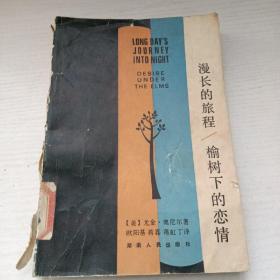 LONG DAY'S
JOURNEY
INTO NIGHT
DESIRE
UNDER
THE ELMS
漫长的旅程/榆树下的恋情
【美】尤金·奥尼尔著
欧阳基 蒋嘉 蒋虹丁译
湖南人民出版社